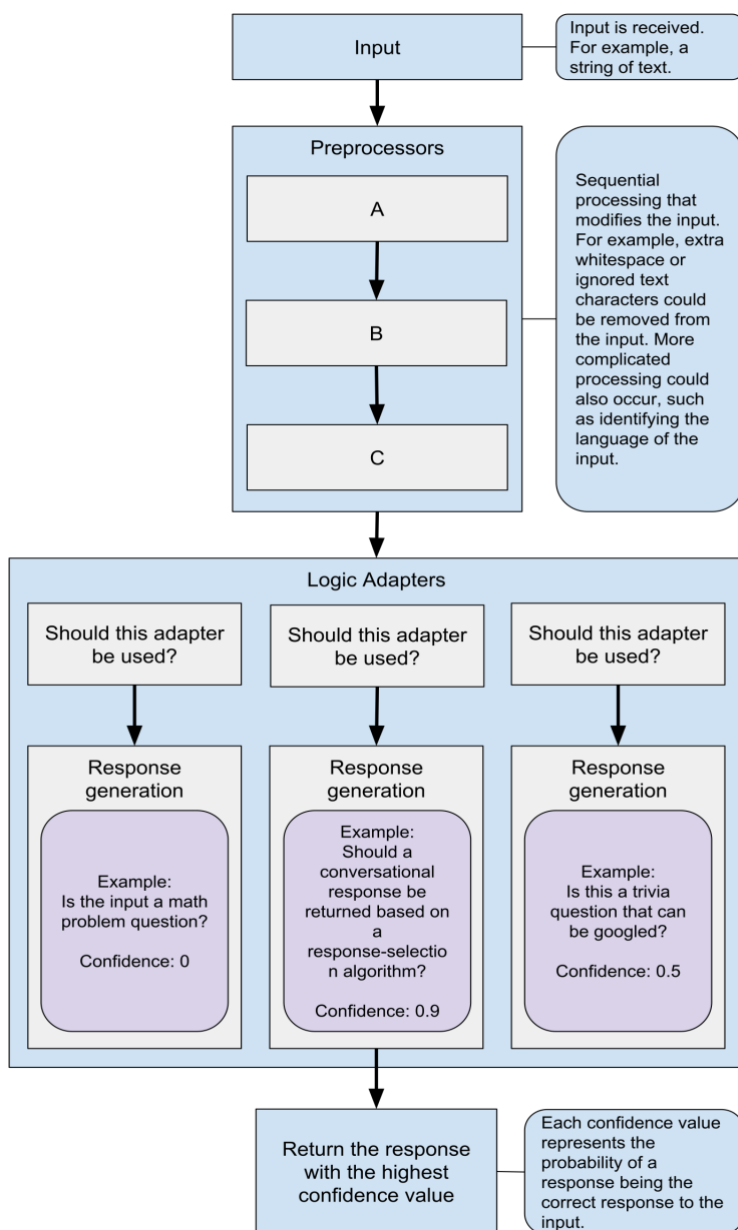 Input
Input is received.
For example, a
string of text.
Preprocessors
A
B
C
Sequential
processing that
modifies the input.
For example, extra
whitespace or
ignored text
characters could
be removed from
the input. More
complicated
processing could
also occur, such
as identifying the
language of the
input.
Logic Adapters
Should this adapter
be used?
Response
generation
Example:
Is the input a math
problem question?
Confidence: 0
Should this adapter
be used?
Response
generation
Example:
Should a
conversational
response be
returned based on
a
response-selectio
n algorithm?
Confidence: 0.9
Should this adapter
be used?
Response
generation
Example:
Is this a trivia
question that can
be googled?
Confidence: 0.5
Return the response
with the highest
confidence value
Each confidence value
represents the
probability of a
response being the
correct response to the
input.